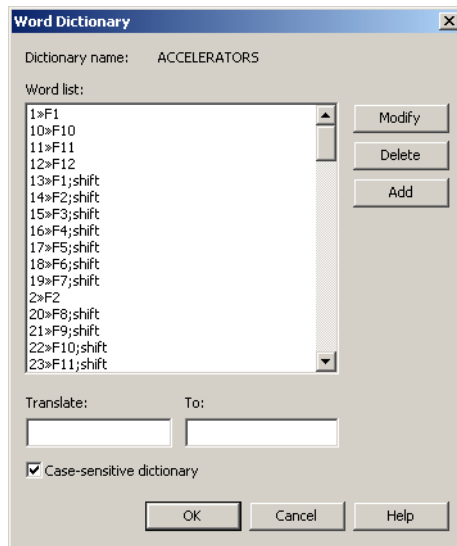 Word Dictionary
Dictionary name: ACCELERATORS
Word list:
1»F1
10»F10
11»F11
12»F12
13»F1;shift
14»F2;shift
15»F3;shift
16»F4;shift
17»F5;shift
18»F6;shift
19»F7;shift
2»F2
20»F8;shift
21»F9;shift
22»F10;shift
23»F11;shift
Modify
Delete
Add
Translate: To:
Case-sensitive dictionary
OK Cancel Help